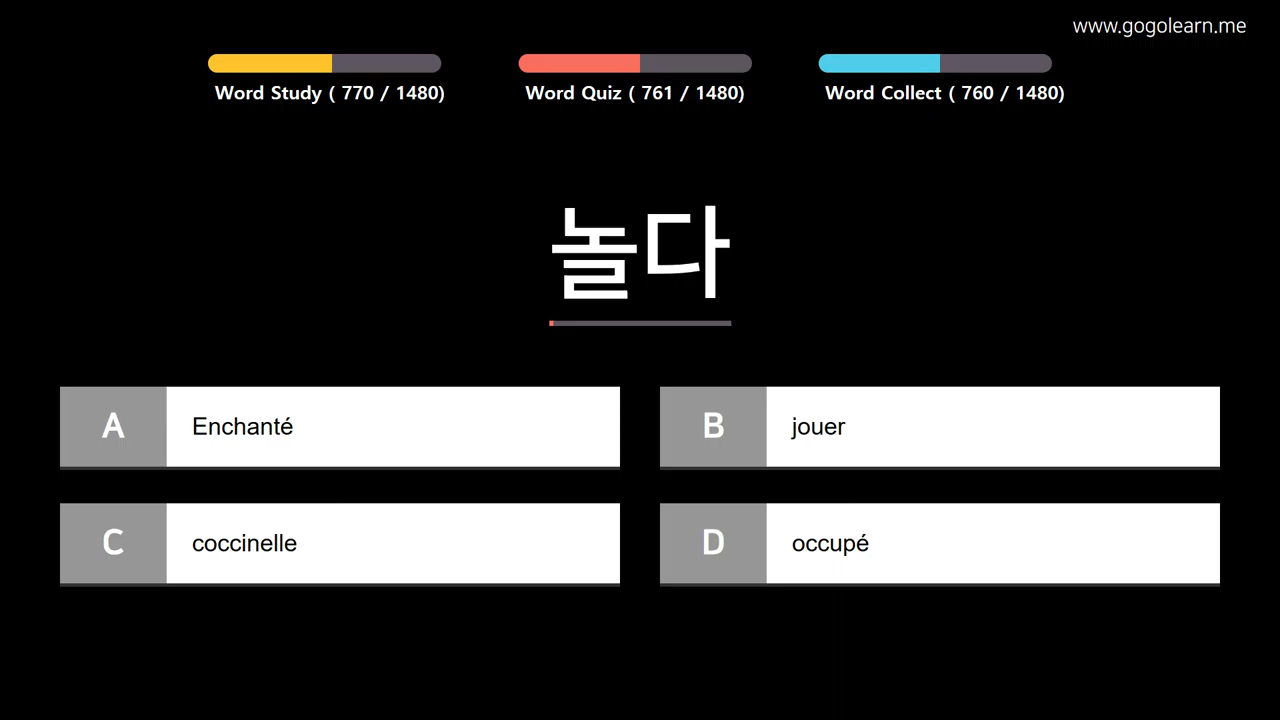 www.gogolearn.me
Word Study ( 770 / 1480)
Word Quiz ( 761 / 1480)
Word Collect ( 760 / 1480)
놀다
A Enchanté
B jouer
C coccinelle
D occupé